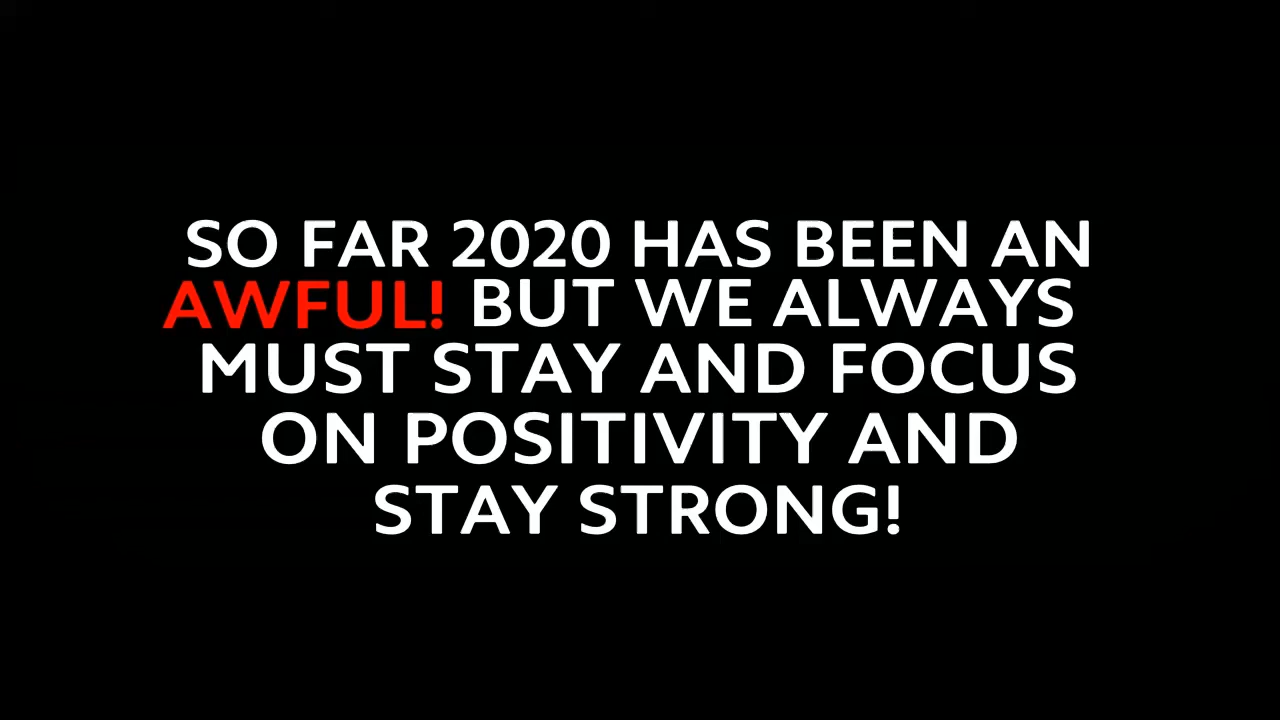 SO FAR 2020 HAS BEEN AN
AWFUL! BUT WE ALWAYS
MUST STAY AND FOCUS
ON POSITIVITY AND
STAY STRONG!